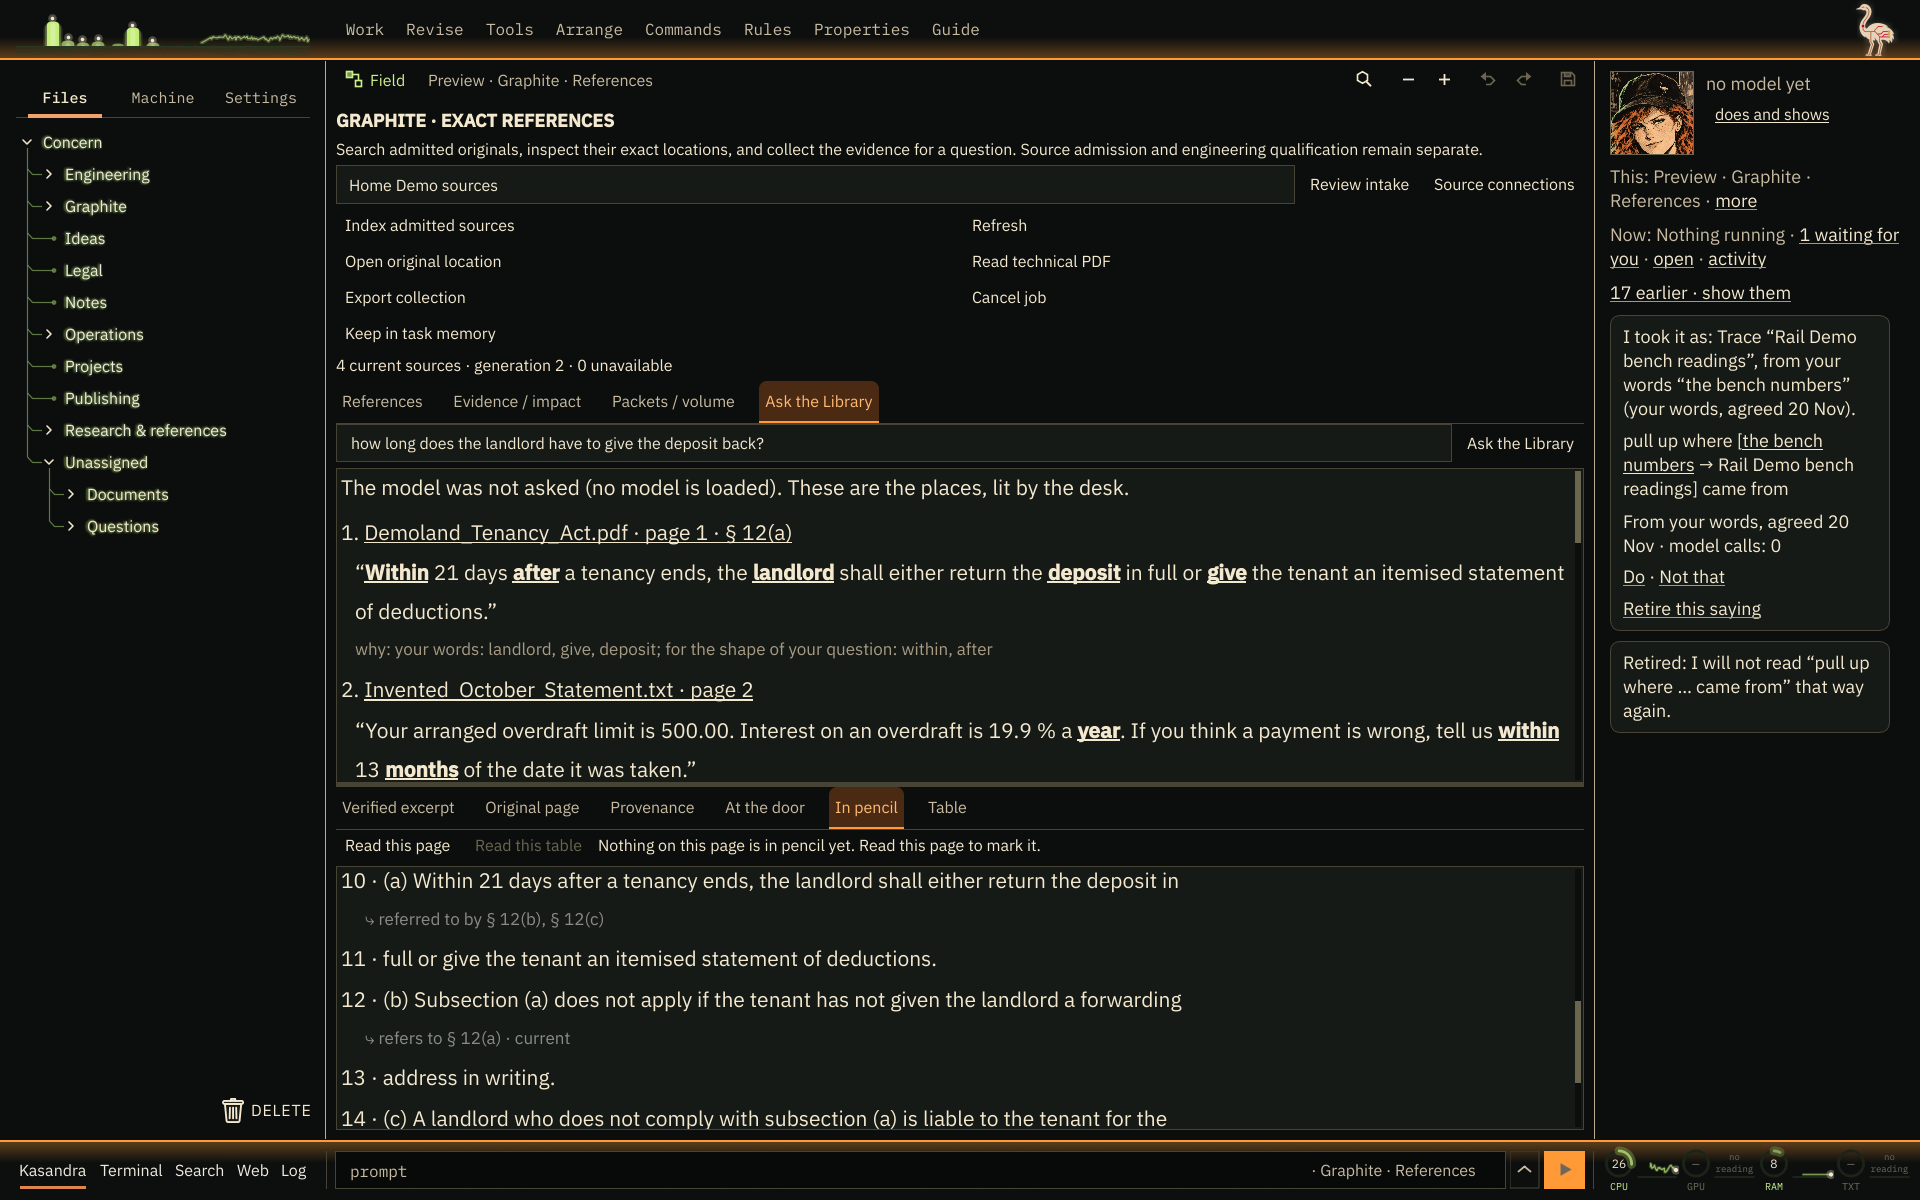 Work Revise Tools Arrange Commands Rules Properties Guide
Files Machine Settings
Concern
Engineering
Graphite
Ideas
Legal
Notes
Operations
Projects
Publishing
Research & references
Unassigned
Documents
Questions
DELETE
Field Preview · Graphite · References
GRAPHITE · EXACT REFERENCES
Search admitted originals, inspect their exact locations, and collect the evidence for a question. Source admission and engineering qualification remain separate.
Home Demo sources Review intake Source connections
Index admitted sources Refresh
Open original location Read technical PDF
Export collection Cancel job
Keep in task memory
4 current sources · generation 2 · 0 unavailable
References Evidence / impact Packets / volume Ask the Library
how long does the landlord have to give the deposit back? Ask the Library
The model was not asked (no model is loaded). These are the places, lit by the desk.
1. Demoland_Tenancy_Act.pdf · page 1 · § 12(a)
“Within 21 days after a tenancy ends, the landlord shall either return the deposit in full or give the tenant an itemised statement
of deductions.”
why: your words: landlord, give, deposit; for the shape of your question: within, after
2. Invented_October_Statement.txt · page 2
“Your arranged overdraft limit is 500.00. Interest on an overdraft is 19.9 % a year. If you think a payment is wrong, tell us within
13 months of the date it was taken.”
Verified excerpt Original page Provenance At the door In pencil Table
Read this page Read this table Nothing on this page is in pencil yet. Read this page to mark it.
10 · (a) Within 21 days after a tenancy ends, the landlord shall either return the deposit in
↳ referred to by § 12(b), § 12(c)
11 · full or give the tenant an itemised statement of deductions.
12 · (b) Subsection (a) does not apply if the tenant has not given the landlord a forwarding
↳ refers to § 12(a) · current
13 · address in writing.
14 · (c) A landlord who does not comply with subsection (a) is liable to the tenant for the
no model yet
does and shows
This: Preview · Graphite ·
References · more
Now: Nothing running · 1 waiting for
you · open · activity
17 earlier · show them
I took it as: Trace “Rail Demo
bench readings”, from your
words “the bench numbers”
(your words, agreed 20 Nov).
pull up where [the bench
numbers → Rail Demo bench
readings] came from
From your words, agreed 20
Nov · model calls: 0
Do · Not that
Retire this saying
Retired: I will not read “pull up
where ... came from” that way
again.
Kasandra Terminal Search Web Log
prompt · Graphite · References
26 CPU
– GPU no reading
8 RAM
– TXT no reading